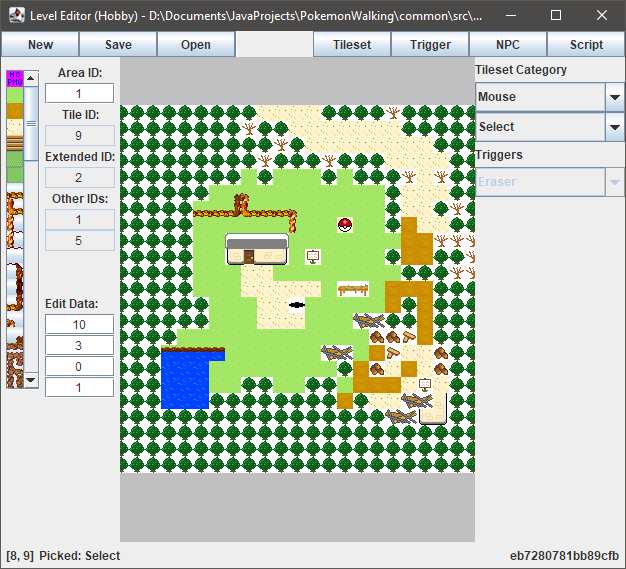 Level Editor (Hobby) - D:\Documents\JavaProjects\PokemonWalking\common\src\...
New Save Open Tileset Trigger NPC Script
NO
PNG
Area ID:
1
Tile ID:
9
Extended ID:
2
Other IDs:
1
5
Edit Data:
10
3
0
1
Tileset Category
Mouse
Select
Triggers
Eraser
[8, 9] Picked: Select
eb7280781bb89cfb